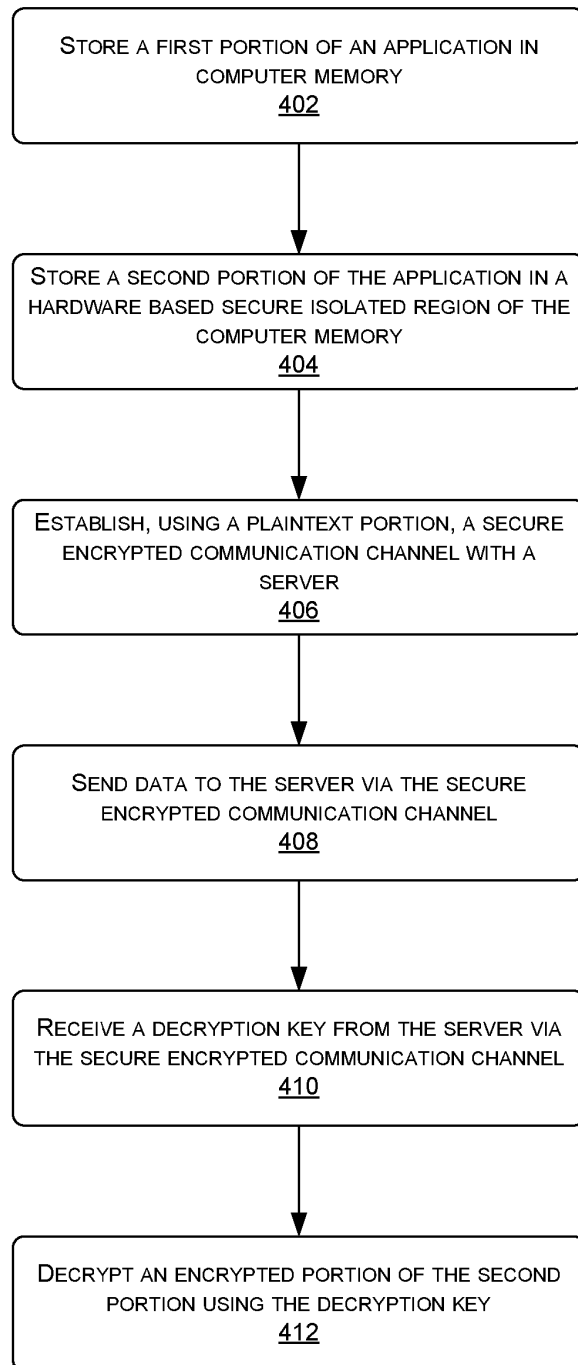 STORE A FIRST PORTION OF AN APPLICATION IN
COMPUTER MEMORY
402
STORE A SECOND PORTION OF THE APPLICATION IN A
HARDWARE BASED SECURE ISOLATED REGION OF THE
COMPUTER MEMORY
404
ESTABLISH, USING A PLAINTEXT PORTION, A SECURE
ENCRYPTED COMMUNICATION CHANNEL WITH A
SERVER
406
SEND DATA TO THE SERVER VIA THE SECURE
ENCRYPTED COMMUNICATION CHANNEL
408
RECEIVE A DECRYPTION KEY FROM THE SERVER VIA
THE SECURE ENCRYPTED COMMUNICATION CHANNEL
410
DECRYPT AN ENCRYPTED PORTION OF THE SECOND
PORTION USING THE DECRYPTION KEY
412